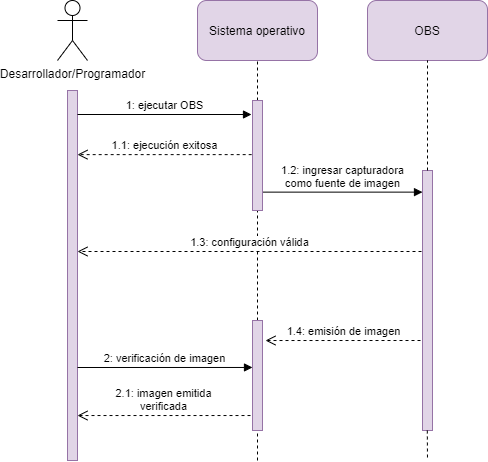 Sistema operativo
OBS
Desarrollador/Programador
1: ejecutar OBS
1.1: ejecución exitosa
1.2: ingresar capturadora
como fuente de imagen
1.3: configuración válida
1.4: emisión de imagen
2: verificación de imagen
2.1: imagen emitida
verificada